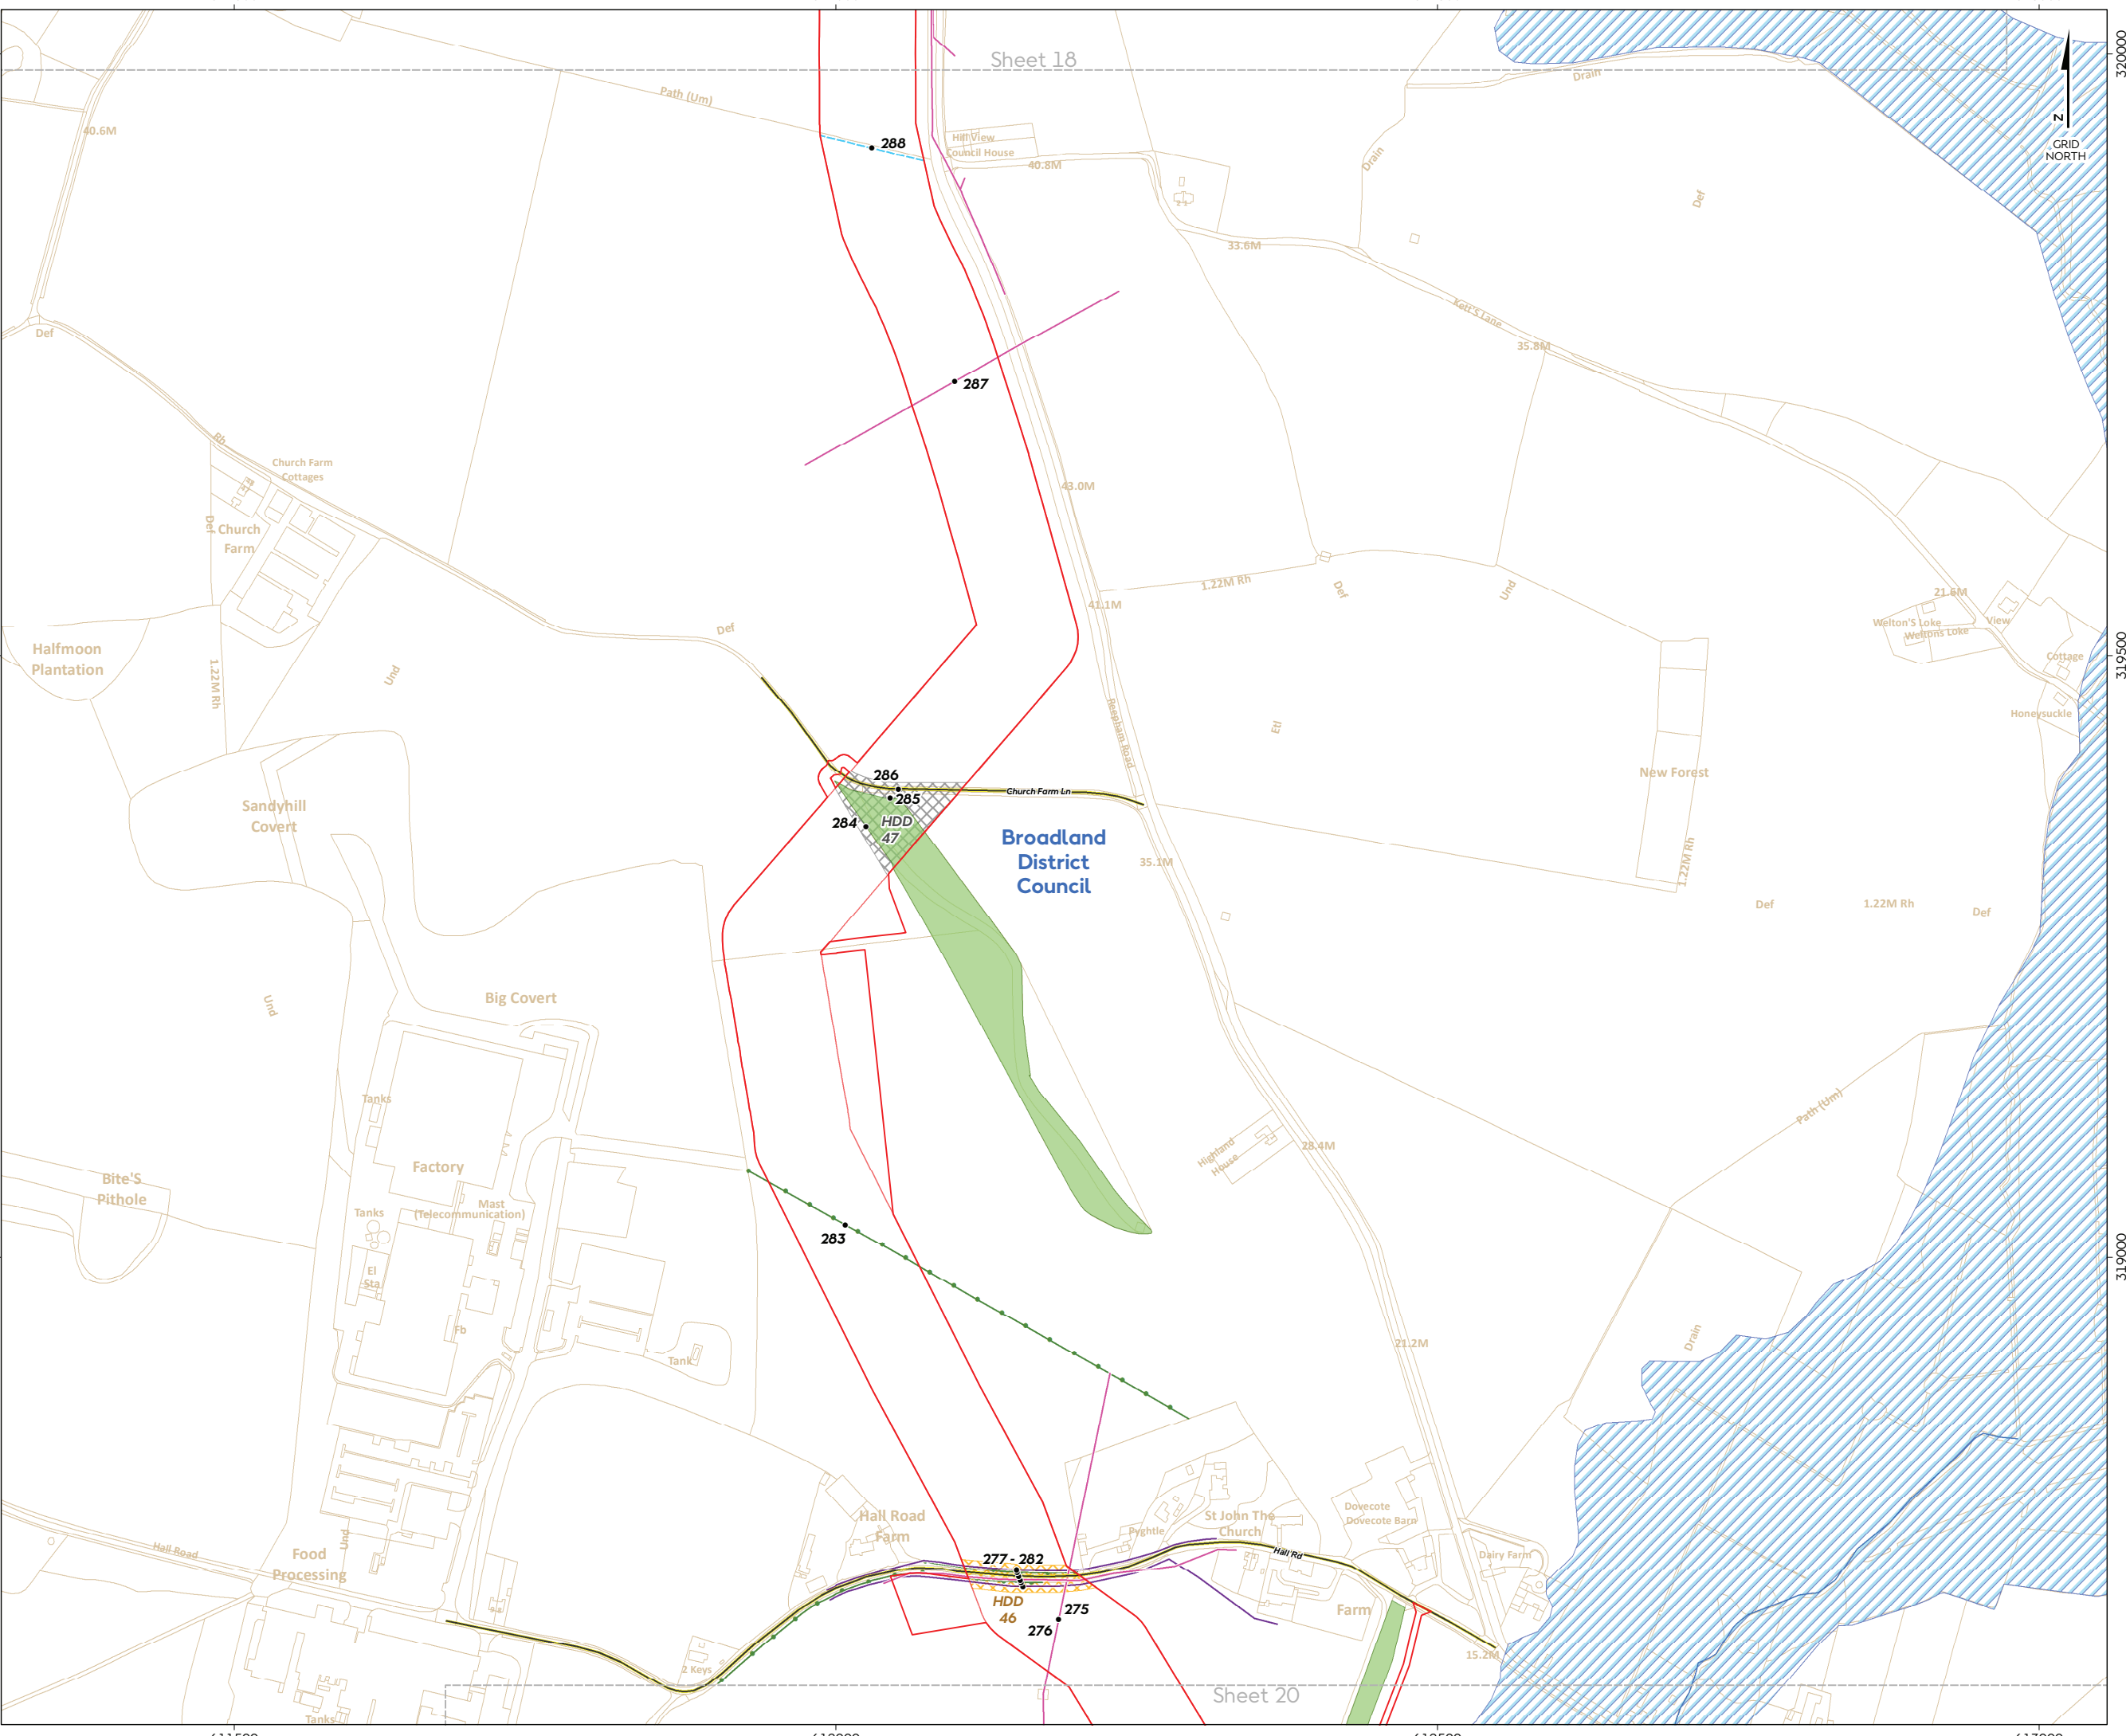 Sheet 18
320000
Drain
N
GRID
NORTH
Path (Um)
40.6M
288
Hill View
Council House
40.8M
Drain
Def
33.6M
Kett'S Lane
35.8M
Def
287
Rh
Church Farm
Cottages
43.0M
Def
Church
Farm
1.22M Rh
Def
Und
41.1M
21.6M
Welton'S Loke
Weltons Loke
View
Def
Halfmoon
Plantation
319500
Cottage
Und
1.22M Rh
Honeysuckle
Reepham Road
Etl
New Forest
286
285
Church Farm Ln
Sandyhill
Covert
284
HDD
47
Broadland
District
Council
35.1M
1.22M Rh
Def
1.22M Rh
Def
Und
Big Covert
Tanks
Path (Um)
Highland
House
28.4M
Factory
Bite'S
Pithole
Mast
(Telecommunication)
Tanks
283
El
Sta
319000
Fb
Drain
21.2M
Tank
Hall Road
Farm
St John The
Church
Dovecote
Dovecote Barn
Pyghtle
Und
Hall Road
Food
Processing
277 - 282
Hall Rd
Dairy Farm
HDD
46
275
276
Farm
2 Keys
15.2M
Sheet 20
Tanks